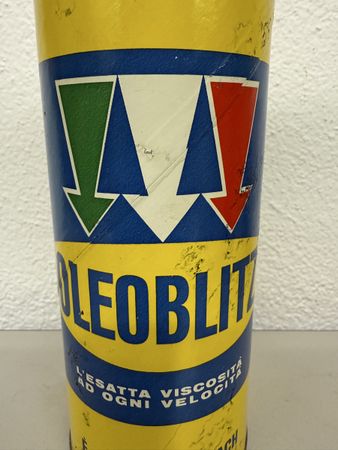 OLEOBLITZ
L'ESATTA VISCOSITÀ
AD OGNI VELOCITÀ
È